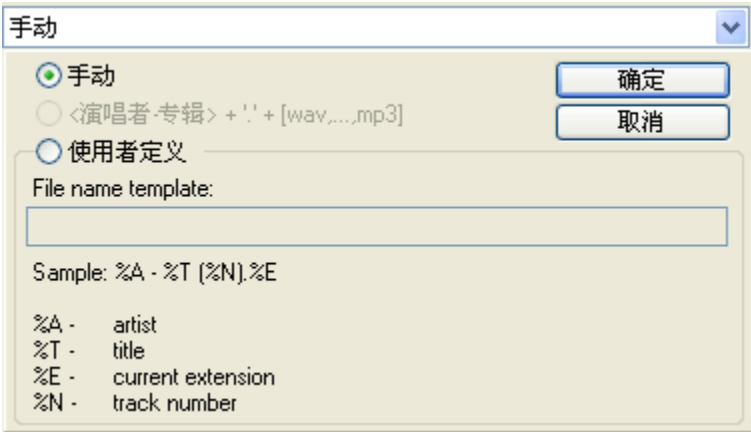 手动
手动
确定
<演唱者-专辑> + '.' + [wav,...,mp3]
取消
使用者定义
File name template:
Sample: %A - %T (%N).%E
%A - artist
%T - title
%E - current extension
%N - track number